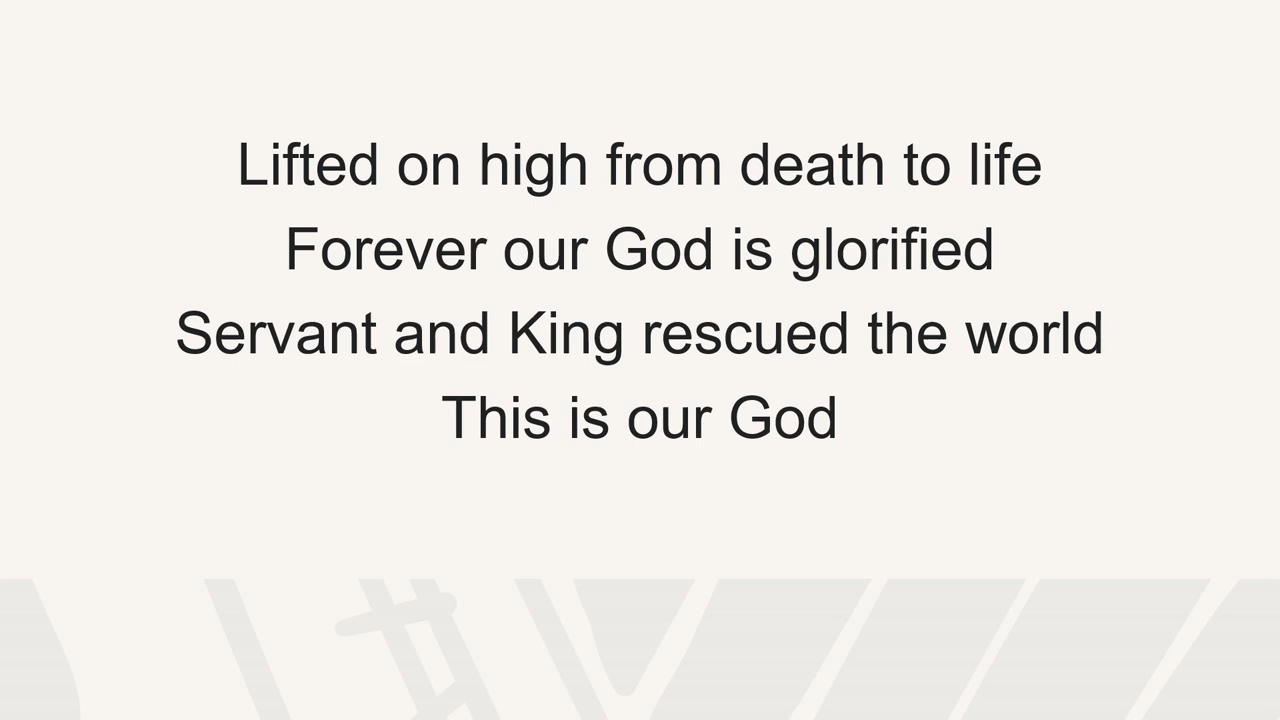 Lifted on high from death to life
Forever our God is glorified
Servant and King rescued the world
This is our God